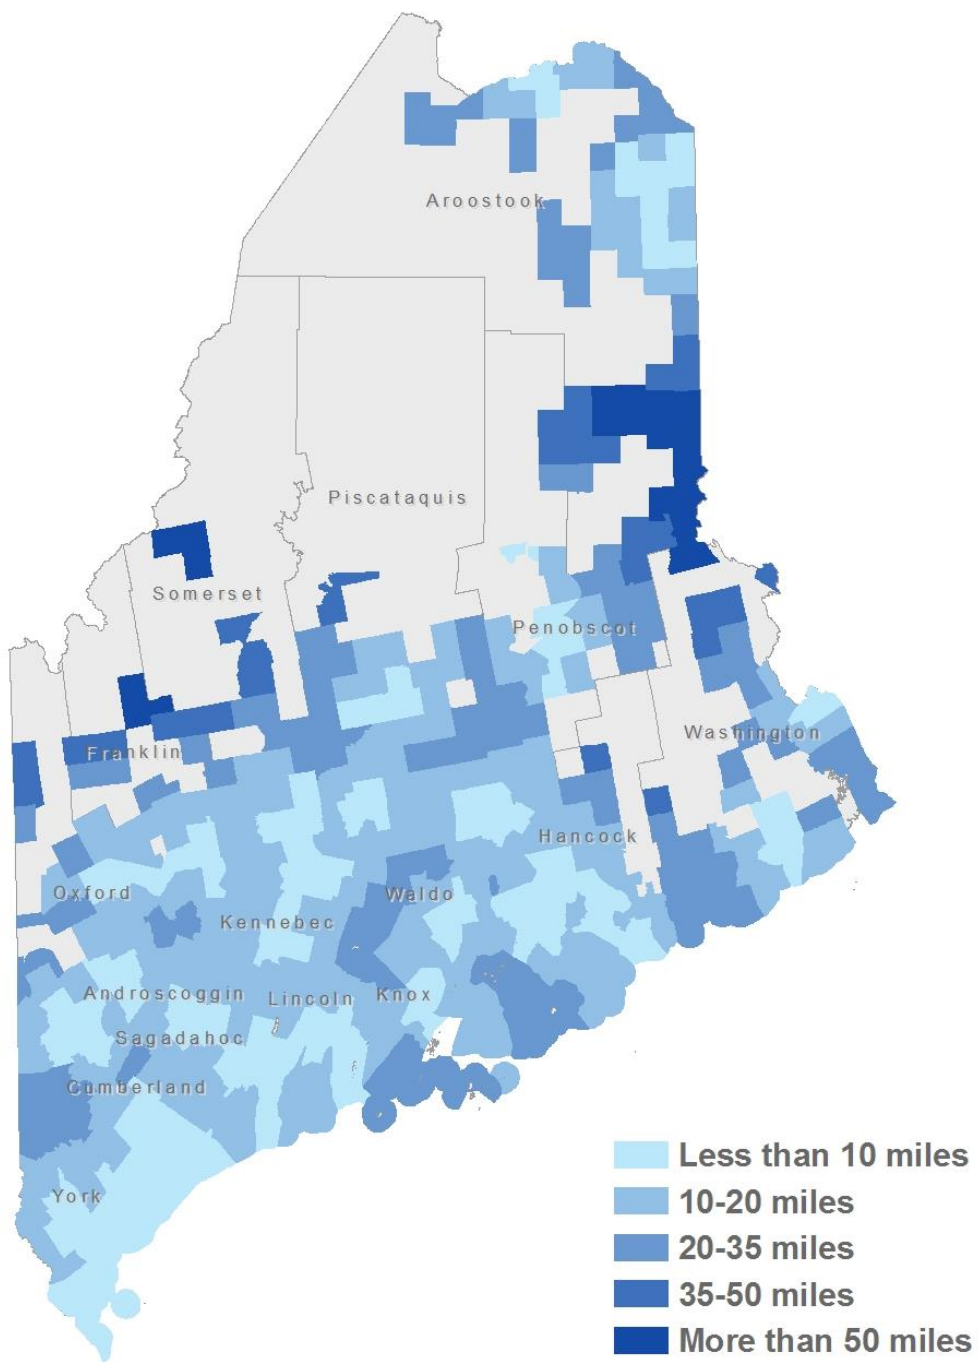 Aroostook
Piscataquis
Somerset
Penobscot
Washington
Franklin
Hancock
Oxford
Waldo
Kennebec
Androscoggin
Lincoln
Knox
Sagadahoc
Cumberland
York
Less than 10 miles
10-20 miles
20-35 miles
35-50 miles
More than 50 miles